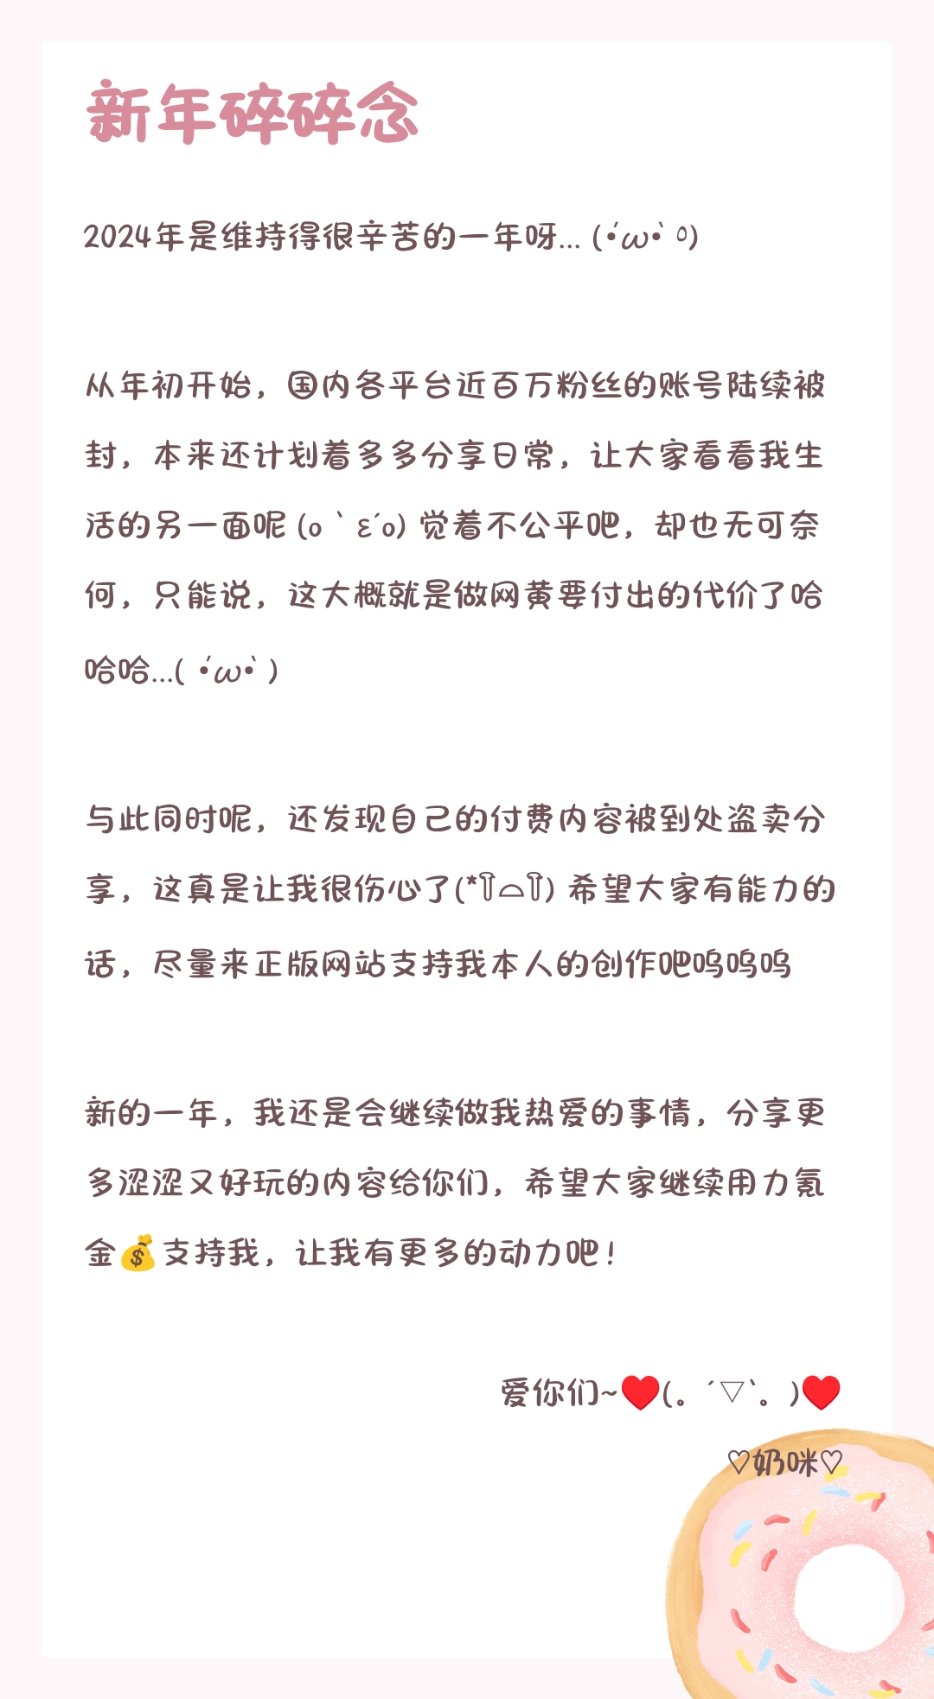 新年碎碎念
2024年是维持得很辛苦的一年呀... (•́ω•̀ ०)
从年初开始，国内各平台近百万粉丝的账号陆续被
封，本来还计划着多多分享日常，让大家看看我生
活的另一面呢 (o｀ε´o) 觉着不公平吧，却也无可奈
何，只能说，这大概就是做网黄要付出的代价了哈
哈哈...( •́ω•̀ )
与此同时呢，还发现自己的付费内容被到处盗卖分
享，这真是让我很伤心了(*꒦ິ⌓꒦ີ) 希望大家有能力的
话，尽量来正版网站支持我本人的创作吧呜呜呜
新的一年，我还是会继续做我热爱的事情，分享更
多涩涩又好玩的内容给你们，希望大家继续用力氪
金💰支持我，让我有更多的动力吧！
爱你们~♥️(。´▽`。)♥️
♡奶咪♡